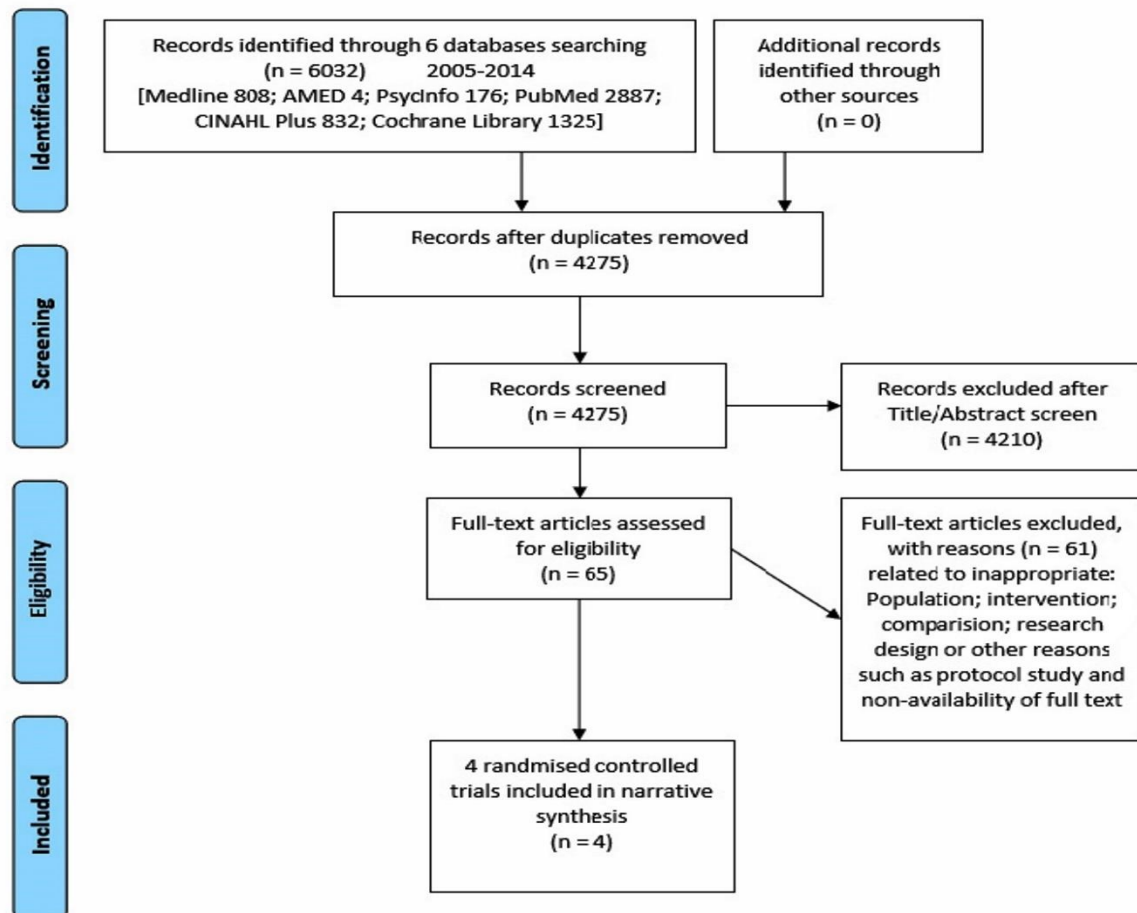 Identification
Records identified through 6 databases searching
(n = 6032) 2005-2014
[Medline 808; AMED 4; PsycInfo 176; PubMed 2887;
CINAHL Plus 832; Cochrane Library 1325]
Additional records
identified through
other sources
(n = 0)
Records after duplicates removed
(n = 4275)
Screening
Records screened
(n = 4275)
Records excluded after
Title/Abstract screen
(n = 4210)
Eligibility
Full-text articles assessed
for eligibility
(n = 65)
Full-text articles excluded,
with reasons (n = 61)
related to inappropriate:
Population; intervention;
comparision; research
design or other reasons
such as protocol study and
non-availability of full text
Included
4 randmised controlled
trials included in narrative
synthesis
(n = 4)